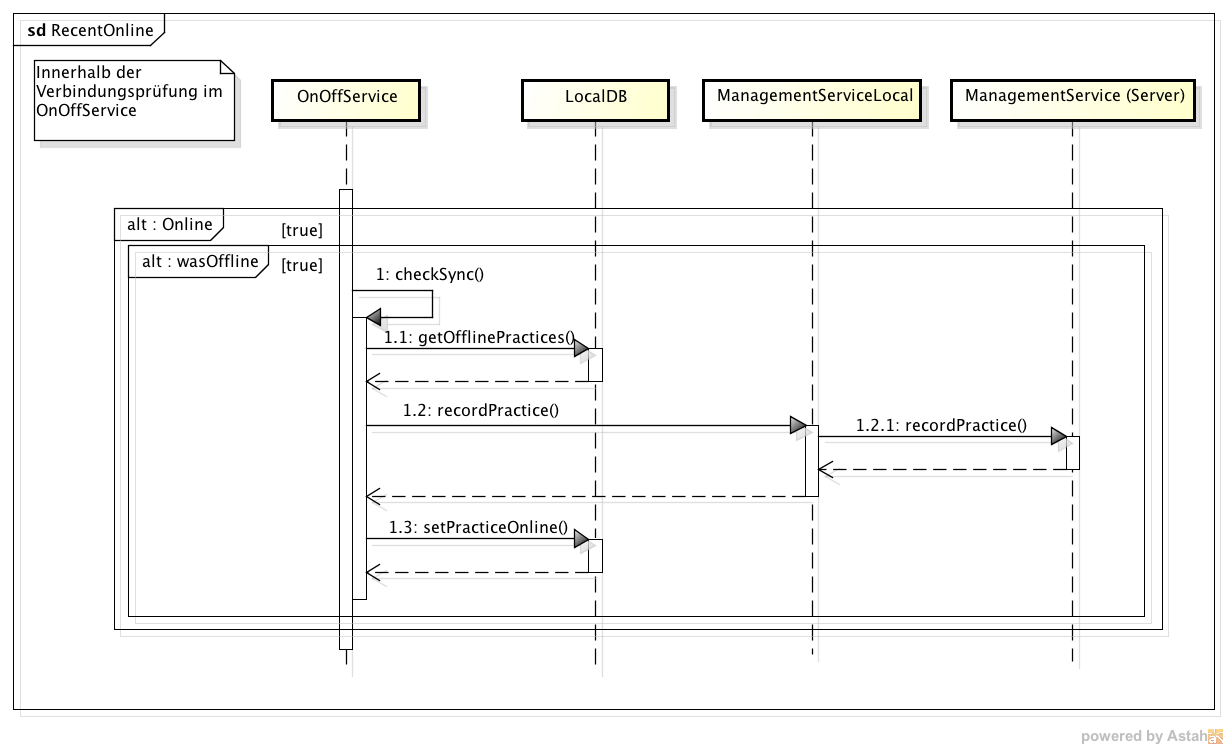 sd RecentOnline
Innerhalb der
Verbindungsprüfung im
OnOffService
OnOffService
LocalDB
ManagementServiceLocal
ManagementService (Server)
alt : Online
[true]
alt : wasOffline
[true]
1: checkSync()
1.1: getOfflinePractices()
1.2: recordPractice()
1.2.1: recordPractice()
1.3: setPracticeOnline()
powered by Astah